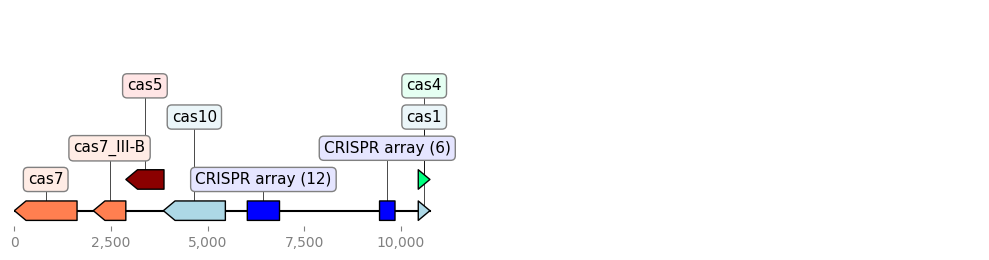 cas5
cas4
cas10
cas1
cas7_III-B
CRISPR array (6)
cas7
CRISPR array (12)
0
2,500
5,000
7,500
10,000